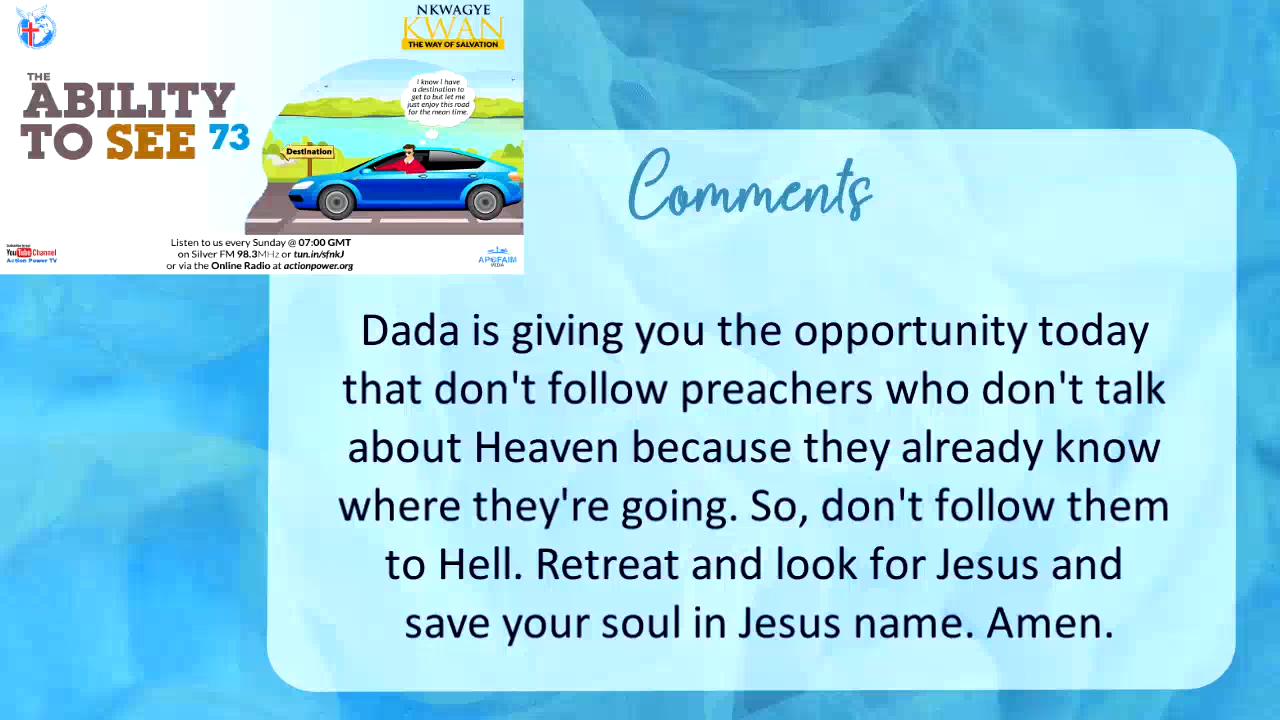 NKWAGYE
KWAN
THE WAY OF SALVATION
THE
ABILITY
TO SEE 73
I know I have
a destination to
get to but let me
just enjoy this road
for the mean time.
Destination
Listen to us every Sunday @ 07:00 GMT
on Silver FM 98.3MHz or tun.in/sfnkJ
or via the Online Radio at actionpower.org
YouTube Channel
Action Power TV
APOFAIM
Comments
Dada is giving you the opportunity today
that don't follow preachers who don't talk
about Heaven because they already know
where they're going. So, don't follow them
to Hell. Retreat and look for Jesus and
save your soul in Jesus name. Amen.